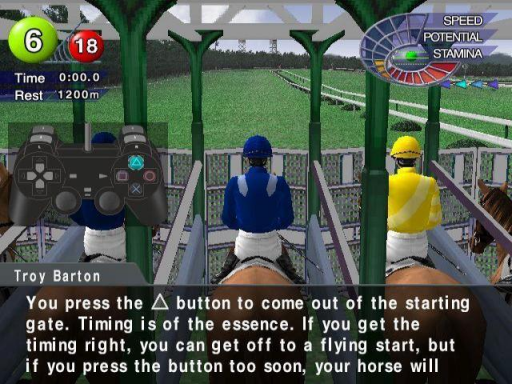 6
18
Time 0:00.0
Rest 1200m
SPEED
POTENTIAL
STAMINA
Troy Barton
You press the △ button to come out of the starting
gate. Timing is of the essence. If you get the
timing right, you can get off to a flying start, but
if you press the button too soon, your horse will